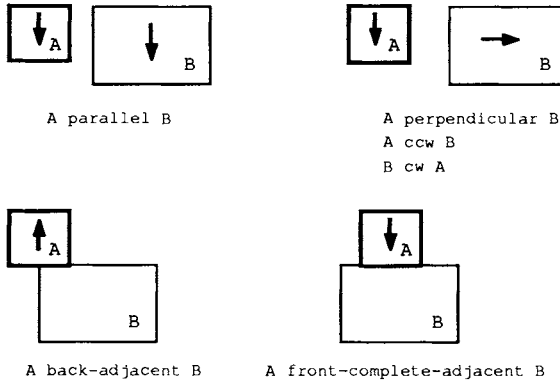 A
B
A
B
A parallel B
A perpendicular B
A ccw B
B cw A
A
B
A
B
A back-adjacent B
A front-complete-adjacent B